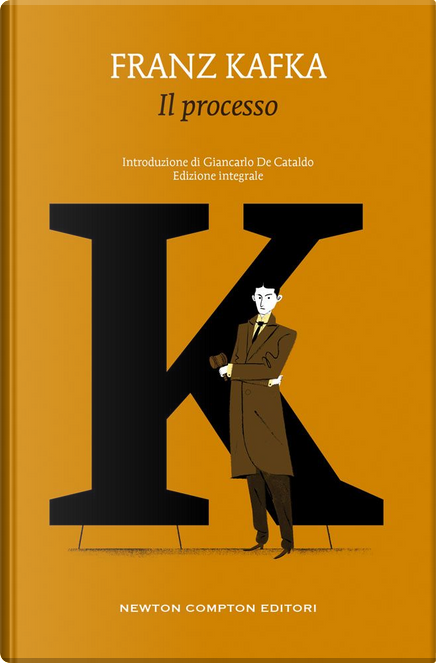 FRANZ KAFKA
Il processo
Introduzione di Giancarlo De Cataldo
Edizione integrale
K
NEWTON COMPTON EDITORI